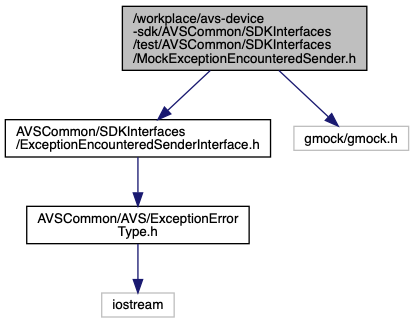 /workplace/avs-device
-sdk/AVSCommon/SDKInterfaces
/test/AVSCommon/SDKInterfaces
/MockExceptionEncounteredSender.h
AVSCommon/SDKInterfaces
/ExceptionEncounteredSenderInterface.h
gmock/gmock.h
AVSCommon/AVS/ExceptionError
Type.h
iostream